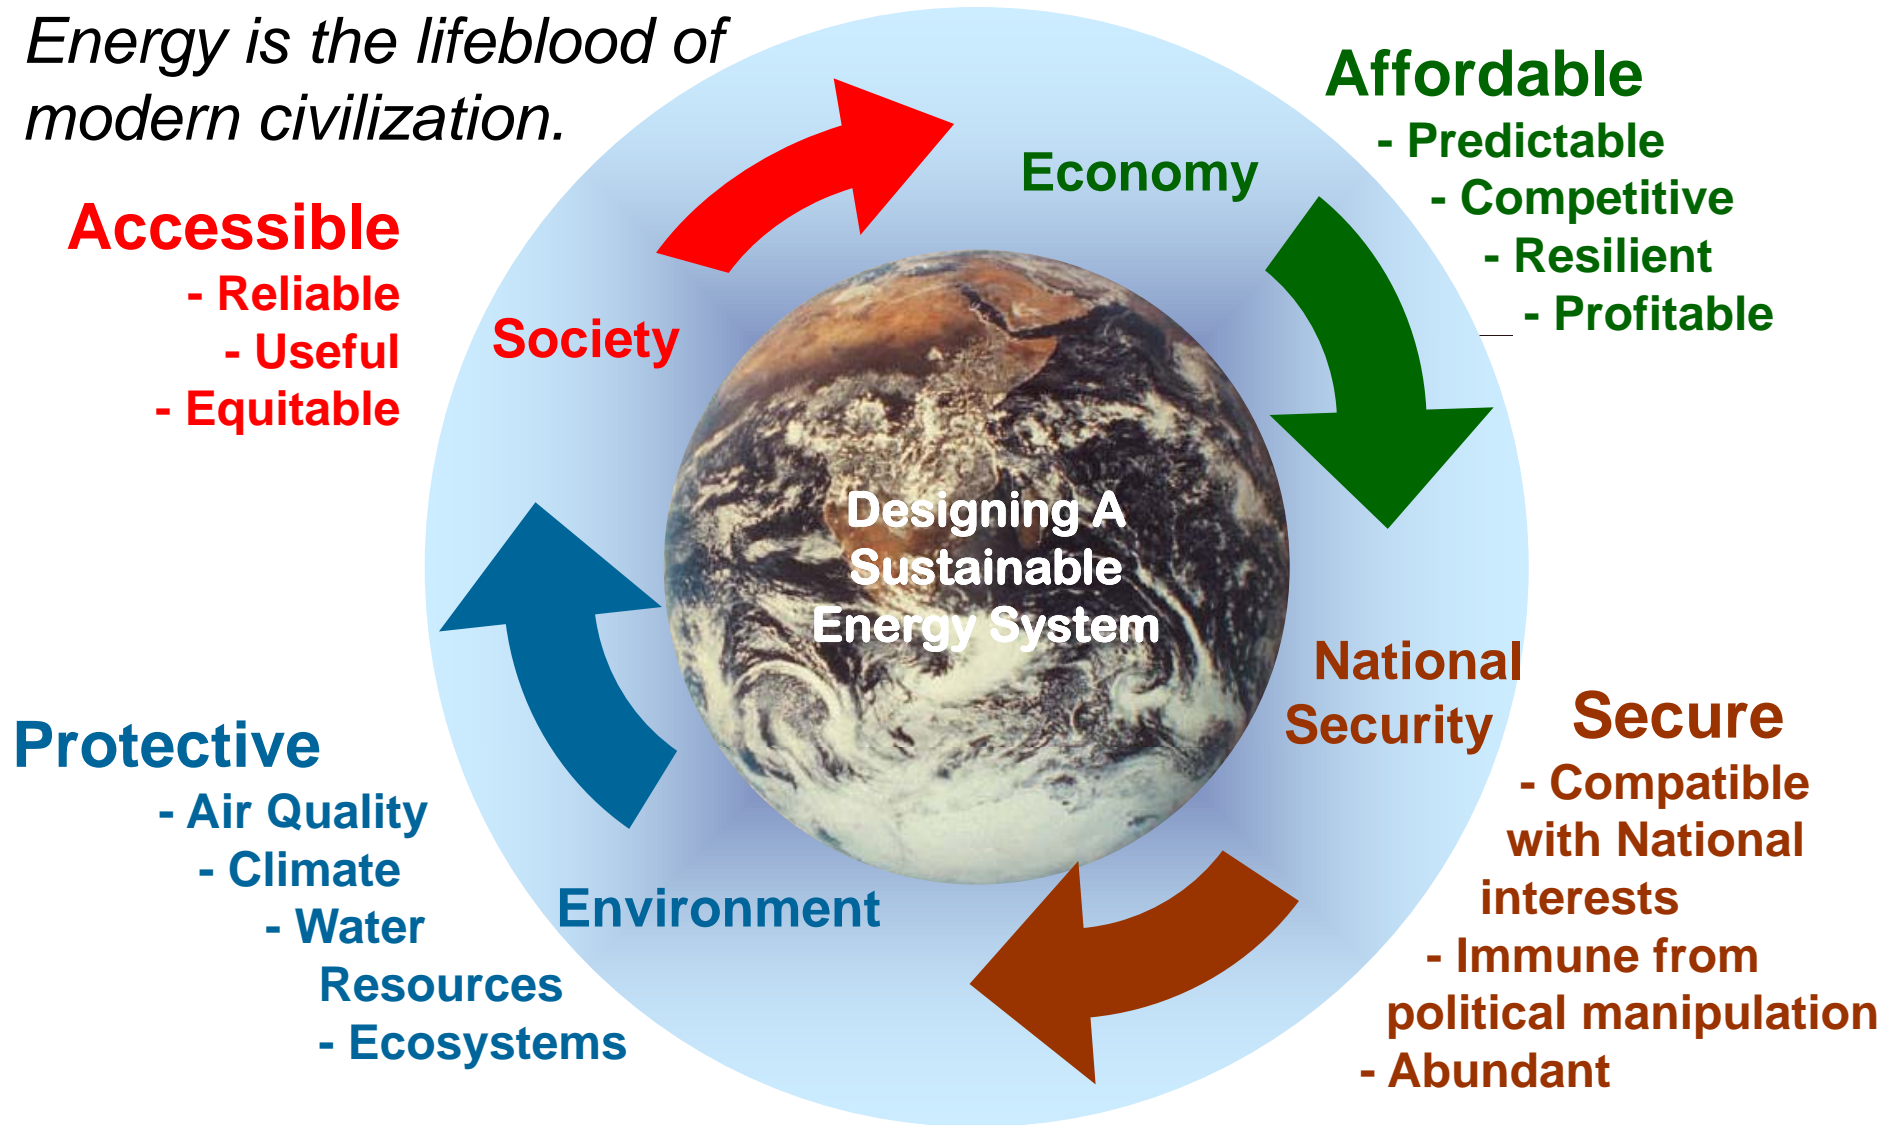 Energy is the lifeblood of
modern civilization.
Accessible
- Reliable
- Useful
- Equitable
Society
Economy
Affordable
- Predictable
- Competitive
- Resilient
- Profitable
Designing A
Sustainable
Energy System
National
Security
Secure
- Compatible
with National
interests
- Immune from
political manipulation
- Abundant
Environment
Protective
- Air Quality
- Climate
- Water
Resources
- Ecosystems